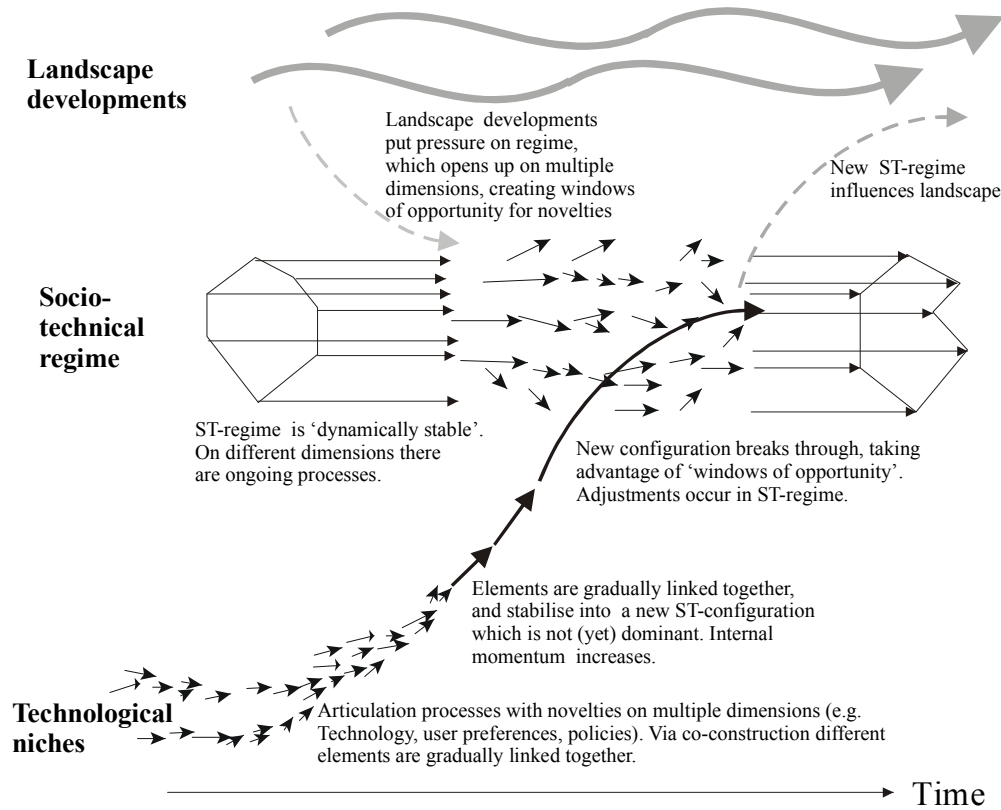 Landscape
developments
Landscape developments
put pressure on regime,
which opens up on multiple
dimensions, creating windows
of opportunity for novelties
New ST-regime
influences landscape
Socio-
technical
regime
ST-regime is ‘dynamically stable’.
On different dimensions there
are ongoing processes.
New configuration breaks through, taking
advantage of ‘windows of opportunity’.
Adjustments occur in ST-regime.
Elements are gradually linked together,
and stabilise into a new ST-configuration
which is not (yet) dominant. Internal
momentum increases.
Technological
niches
Articulation processes with novelties on multiple dimensions (e.g.
Technology, user preferences, policies). Via co-construction different
elements are gradually linked together.
Time